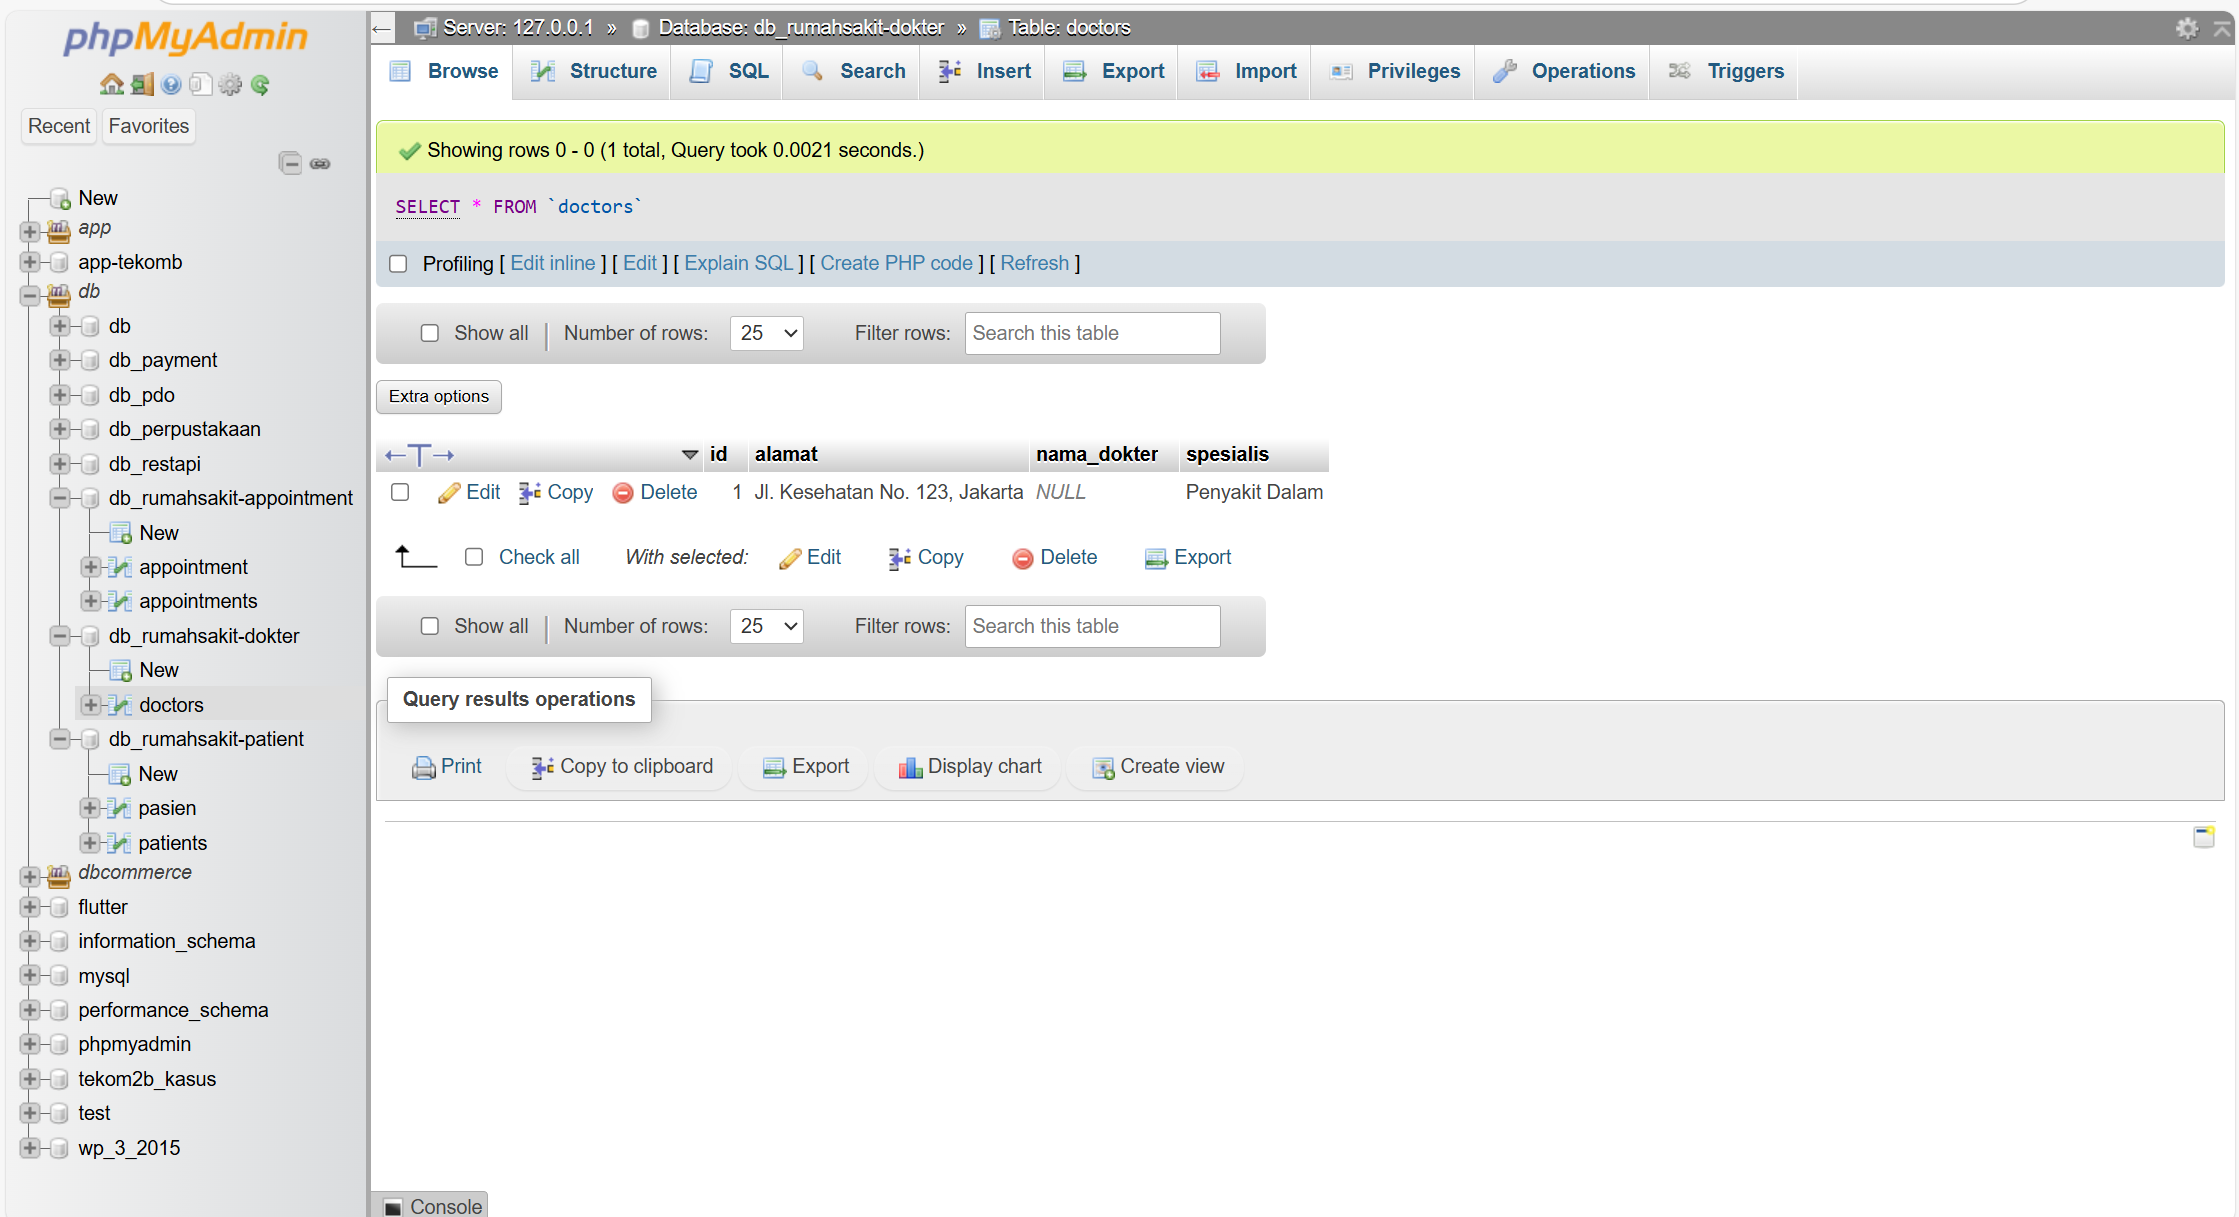 phpMyAdmin
Recent Favorites
New
app
app-tekomb
db
db
db_payment
db_pdo
db_perpustakaan
db_restapi
db_rumahsakit-appointment
New
appointment
appointments
db_rumahsakit-dokter
New
doctors
db_rumahsakit-patient
New
pasien
patients
dbcommerce
flutter
information_schema
mysql
performance_schema
phpmyadmin
tekom2b_kasus
test
wp_3_2015
Server: 127.0.0.1 » Database: db_rumahsakit-dokter » Table: doctors
Browse Structure SQL Search Insert Export Import Privileges Operations Triggers
Showing rows 0 - 0 (1 total, Query took 0.0021 seconds.)
SELECT * FROM `doctors`
Profiling [ Edit inline ] [ Edit ] [ Explain SQL ] [ Create PHP code ] [ Refresh ]
Show all | Number of rows: 25 Filter rows: Search this table
Extra options
←T→ id alamat nama_dokter spesialis
Edit Copy Delete 1 Jl. Kesehatan No. 123, Jakarta NULL Penyakit Dalam
Check all With selected: Edit Copy Delete Export
Show all | Number of rows: 25 Filter rows: Search this table
Query results operations
Print Copy to clipboard Export Display chart Create view
Console